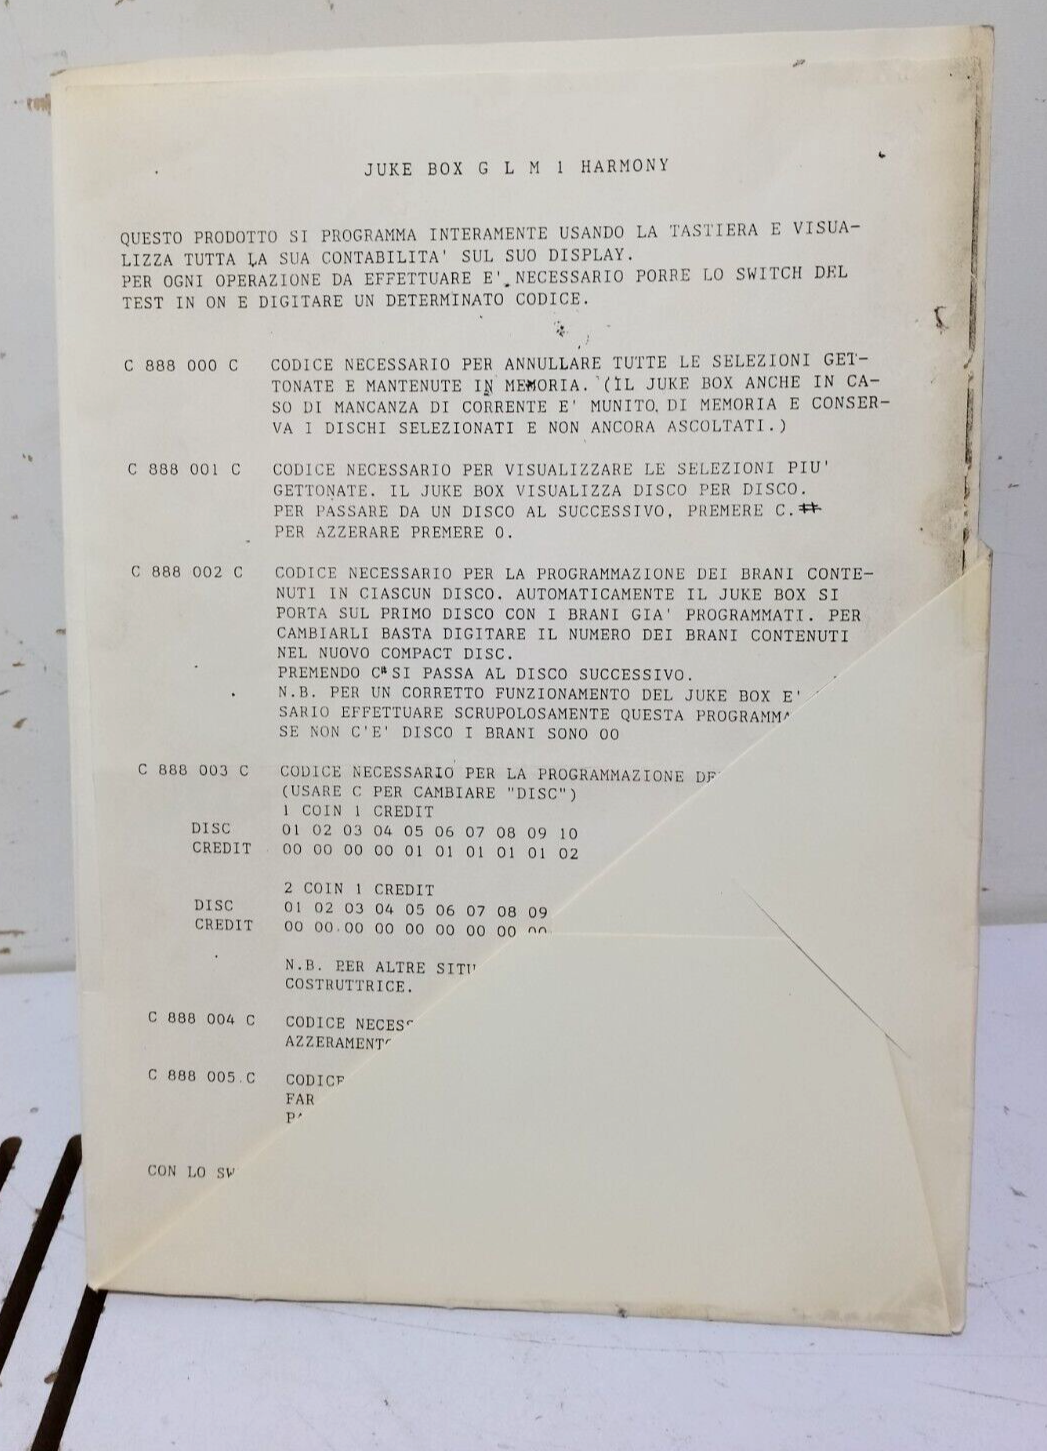 JUKE BOX G L M 1 HARMONY
QUESTO PRODOTTO SI PROGRAMMA INTERAMENTE USANDO LA TASTIERA E VISUA-
LIZZA TUTTA LA SUA CONTABILITA' SUL SUO DISPLAY.
PER OGNI OPERAZIONE DA EFFETTUARE E' NECESSARIO PORRE LO SWITCH DEL
TEST IN ON E DIGITARE UN DETERMINATO CODICE.
C 888 000 C CODICE NECESSARIO PER ANNULLARE TUTTE LE SELEZIONI GET-
TONATE E MANTENUTE IN MEMORIA. (IL JUKE BOX ANCHE IN CA-
SO DI MANCANZA DI CORRENTE E' MUNITO DI MEMORIA E CONSER-
VA I DISCHI SELEZIONATI E NON ANCORA ASCOLTATI.)
C 888 001 C CODICE NECESSARIO PER VISUALIZZARE LE SELEZIONI PIU'
GETTONATE. IL JUKE BOX VISUALIZZA DISCO PER DISCO.
PER PASSARE DA UN DISCO AL SUCCESSIVO, PREMERE C.
PER AZZERARE PREMERE 0.
C 888 002 C CODICE NECESSARIO PER LA PROGRAMMAZIONE DEI BRANI CONTE-
NUTI IN CIASCUN DISCO. AUTOMATICAMENTE IL JUKE BOX SI
PORTA SUL PRIMO DISCO CON I BRANI GIA' PROGRAMMATI. PER
CAMBIARLI BASTA DIGITARE IL NUMERO DEI BRANI CONTENUTI
NEL NUOVO COMPACT DISC.
PREMENDO C SI PASSA AL DISCO SUCCESSIVO.
N.B. PER UN CORRETTO FUNZIONAMENTO DEL JUKE BOX E'
SARIO EFFETTUARE SCRUPOLOSAMENTE QUESTA PROGRAMMA
SE NON C'E' DISCO I BRANI SONO 00
C 888 003 C CODICE NECESSARIO PER LA PROGRAMMAZIONE DE
(USARE C PER CAMBIARE "DISC")
1 COIN 1 CREDIT
DISC 01 02 03 04 05 06 07 08 09 10
CREDIT 00 00 00 00 01 01 01 01 01 02
2 COIN 1 CREDIT
DISC 01 02 03 04 05 06 07 08 09
CREDIT 00 00 00 00 00 00 00 00 00
N.B. PER ALTRE SITU
COSTRUTTRICE.
C 888 004 C CODICE NECESS
AZZERAMENTO
C 888 005 C CODICE
FAR
PA
CON LO SW